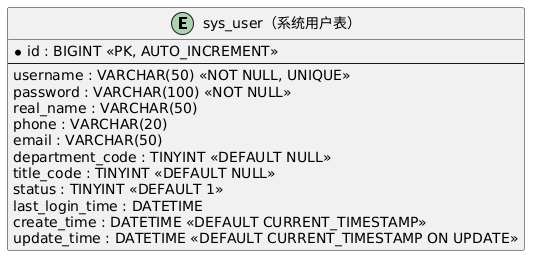 E sys_user（系统用户表）
* id : BIGINT «PK, AUTO_INCREMENT»
username : VARCHAR(50) «NOT NULL, UNIQUE»
password : VARCHAR(100) «NOT NULL»
real_name : VARCHAR(50)
phone : VARCHAR(20)
email : VARCHAR(50)
department_code : TINYINT «DEFAULT NULL»
title_code : TINYINT «DEFAULT NULL»
status : TINYINT «DEFAULT 1»
last_login_time : DATETIME
create_time : DATETIME «DEFAULT CURRENT_TIMESTAMP»
update_time : DATETIME «DEFAULT CURRENT_TIMESTAMP ON UPDATE»